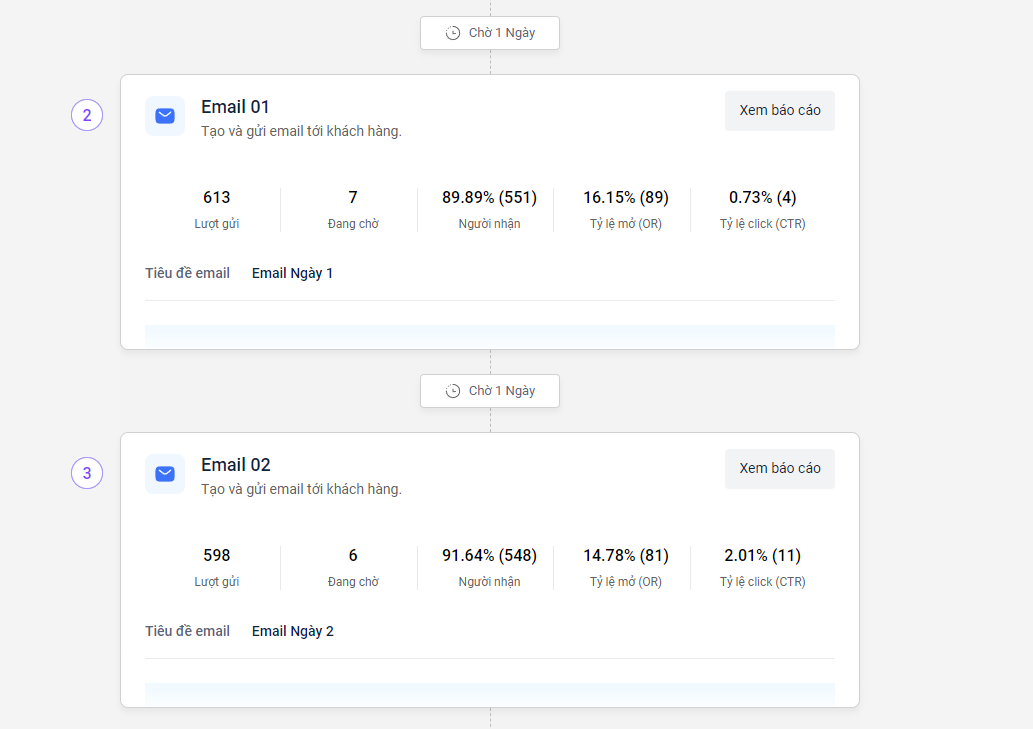 Chờ 1 Ngày
2
Email 01
Xem báo cáo
Tạo và gửi email tới khách hàng.
613 7 89.89% (551) 16.15% (89) 0.73% (4)
Lượt gửi Đang chờ Người nhận Tỷ lệ mở (OR) Tỷ lệ click (CTR)
Tiêu đề email Email Ngày 1
Chờ 1 Ngày
3
Email 02
Xem báo cáo
Tạo và gửi email tới khách hàng.
598 6 91.64% (548) 14.78% (81) 2.01% (11)
Lượt gửi Đang chờ Người nhận Tỷ lệ mở (OR) Tỷ lệ click (CTR)
Tiêu đề email Email Ngày 2